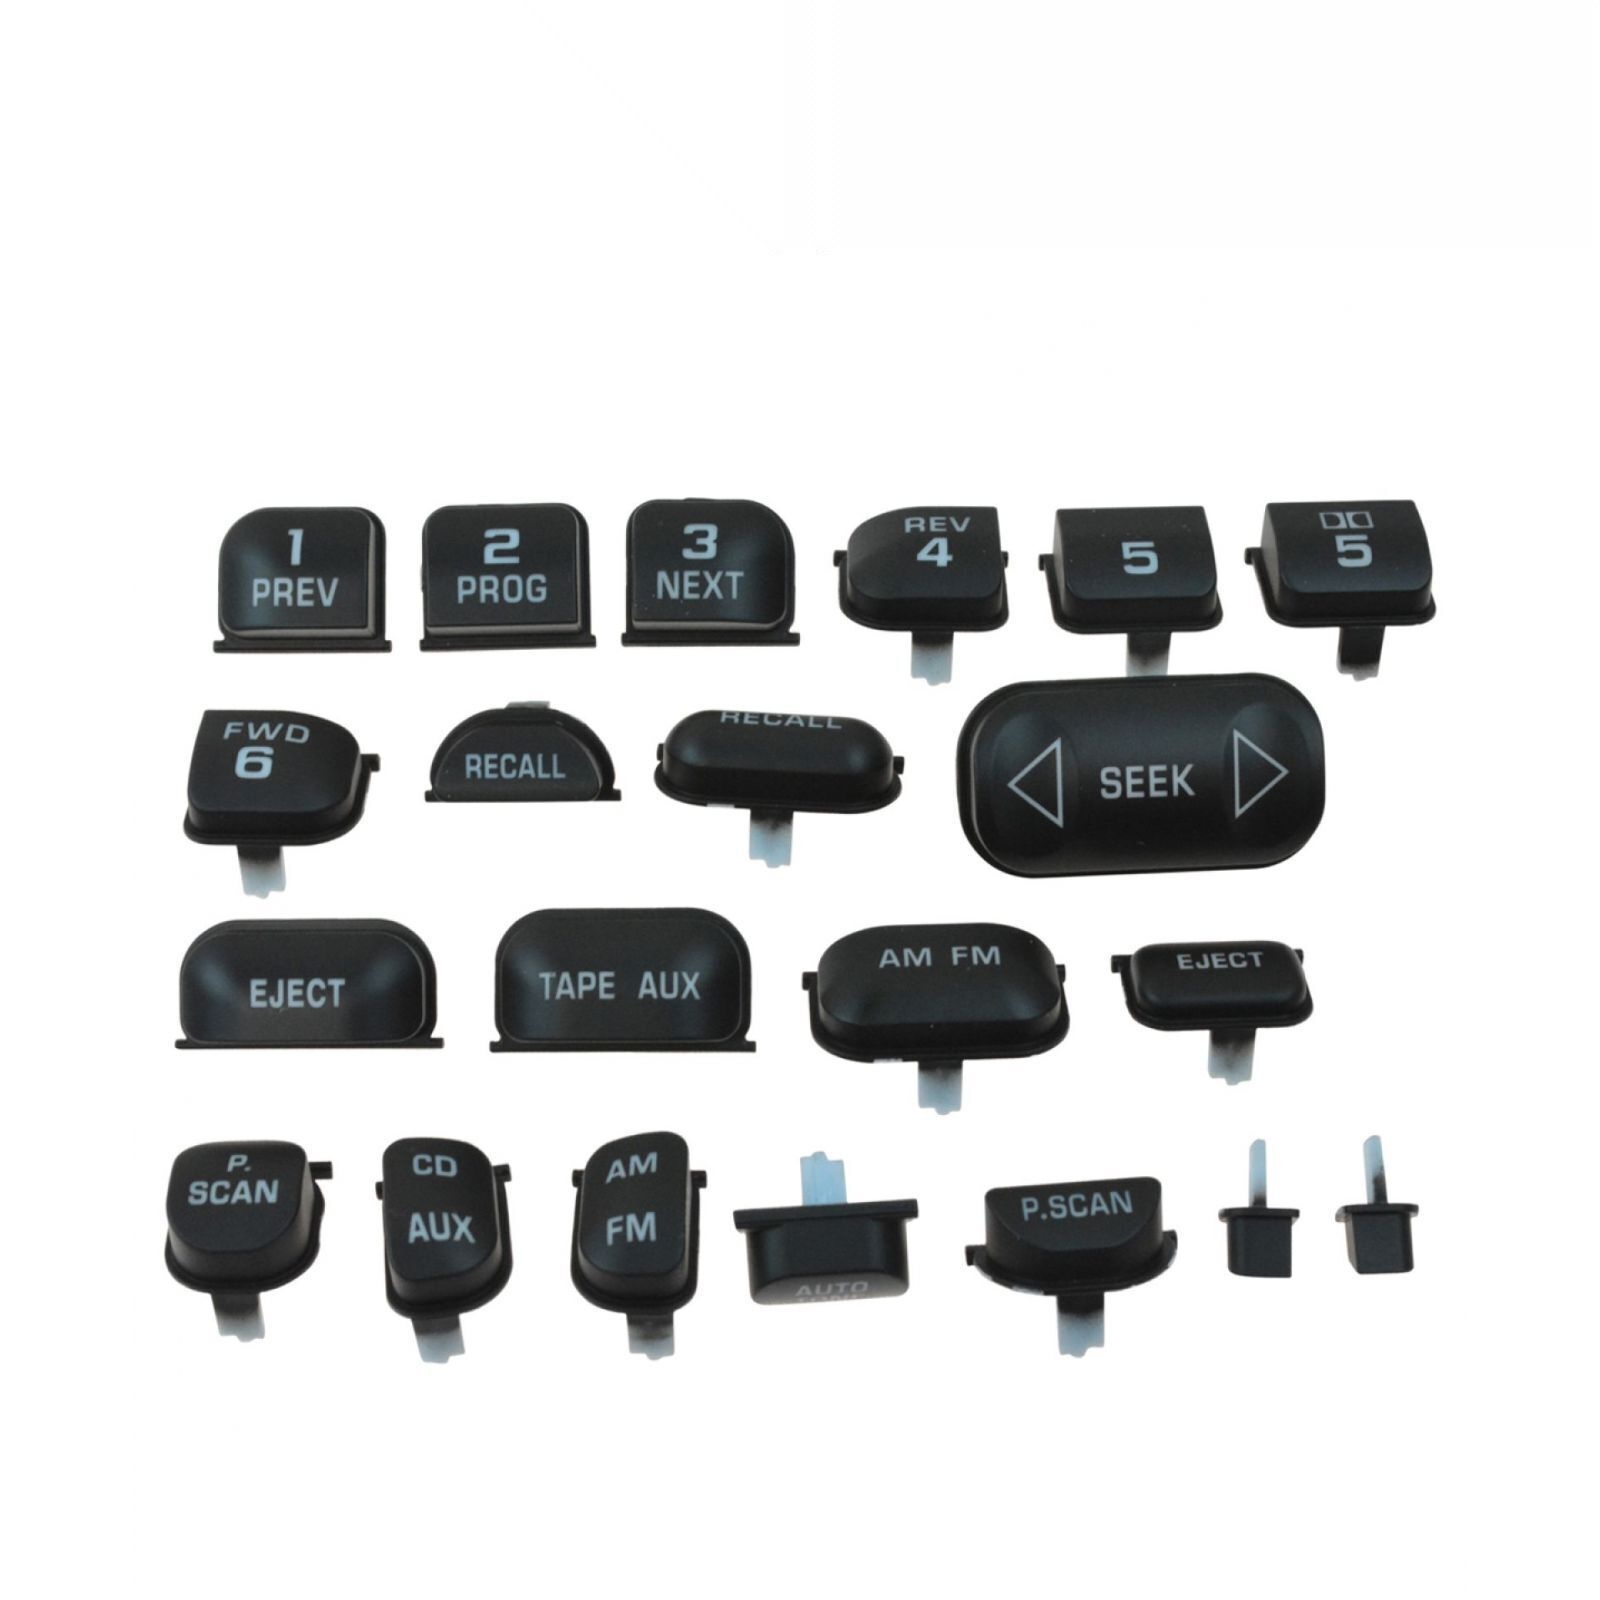 1
PREV
2
PROG
3
NEXT
REV
4
5
5
FWD
6
RECALL
RECALL
SEEK
EJECT
TAPE AUX
AM FM
EJECT
P.
SCAN
CD
AUX
AM
FM
AUTO
P.SCAN